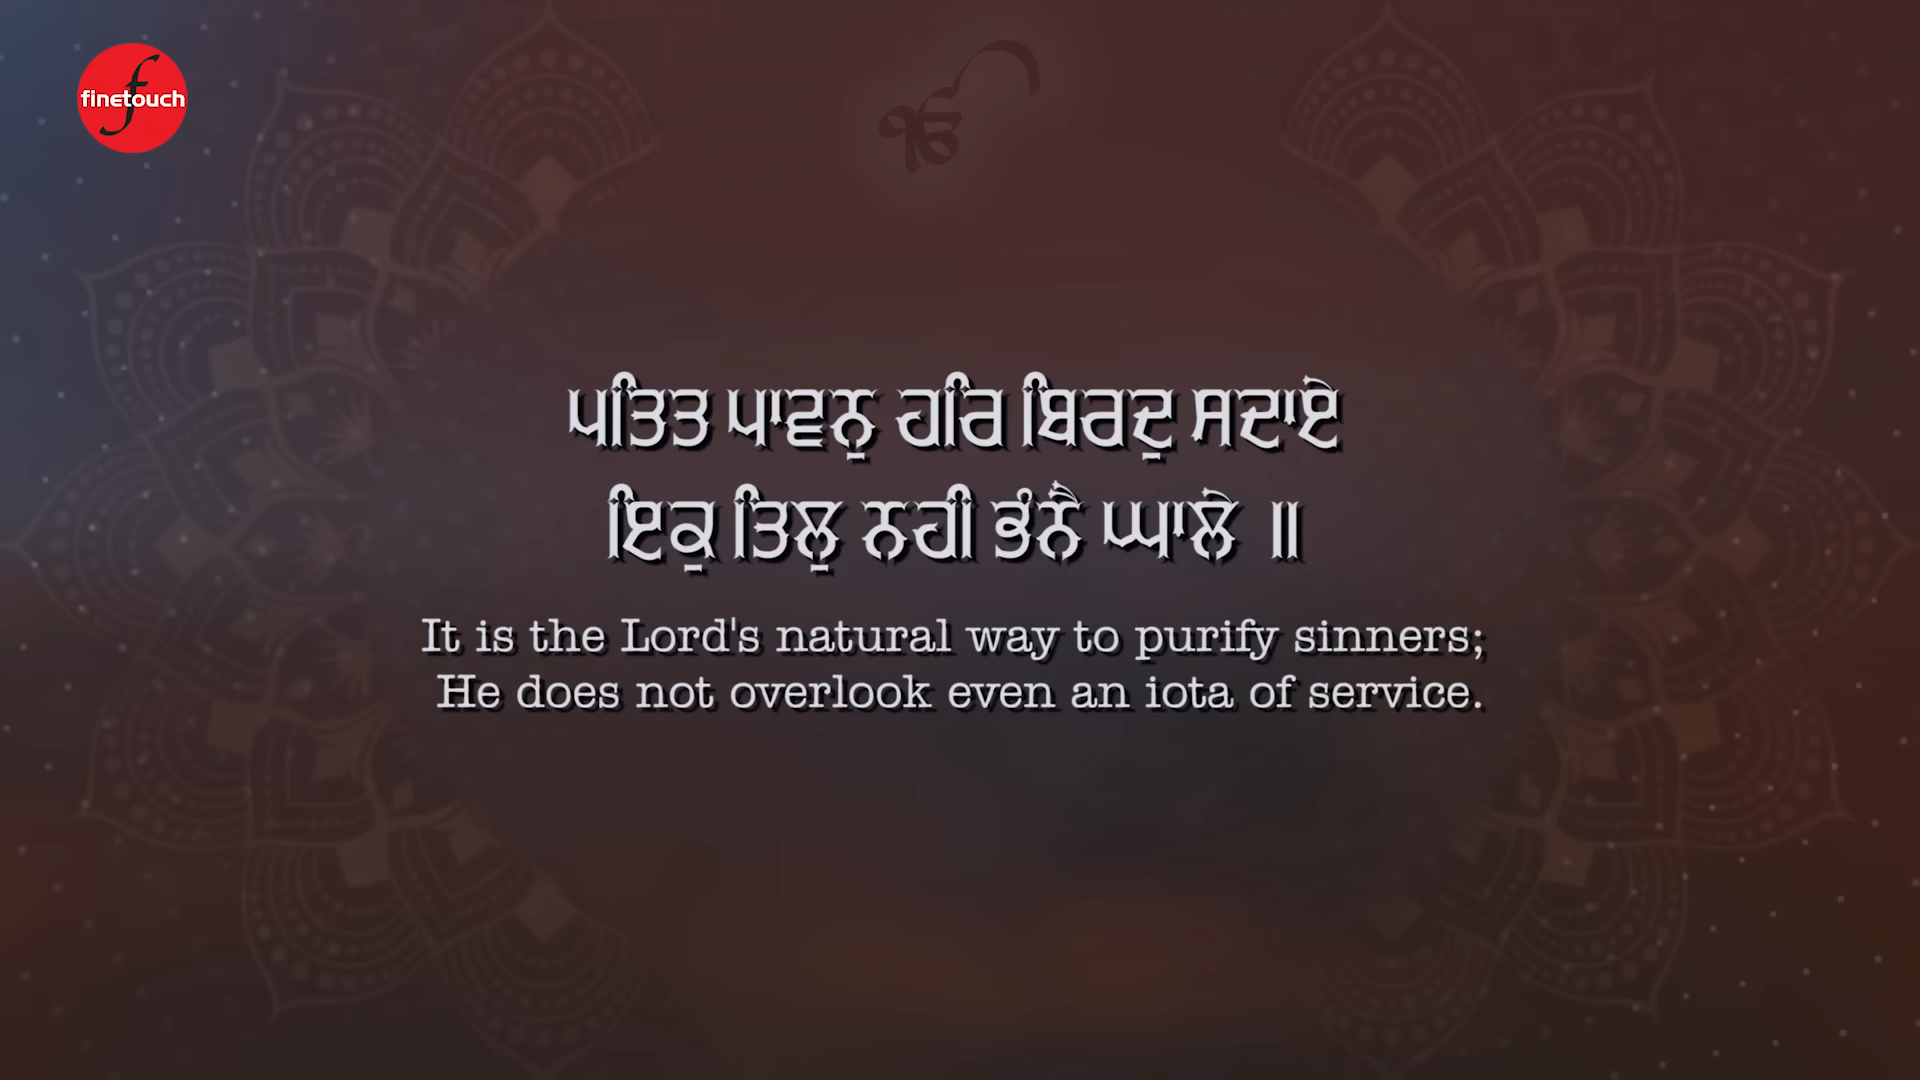 finetouch
ੴ
ਪਤਿਤ ਪਾਵਨੁ ਹਰਿ ਬਿਰਦੁ ਸਦਾਏ
ਇਕੁ ਤਿਲੁ ਨਹੀ ਭੰਨੈ ਘਾਲੇ ॥
It is the Lord's natural way to purify sinners;
He does not overlook even an iota of service.